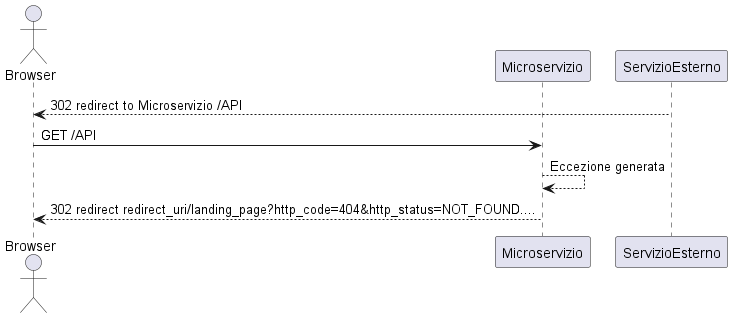 Browser
Microservizio
ServizioEsterno
302 redirect to Microservizio /API
GET /API
Eccezione generata
302 redirect redirect_uri/landing_page?http_code=404&http_status=NOT_FOUND....
Browser
Microservizio
ServizioEsterno